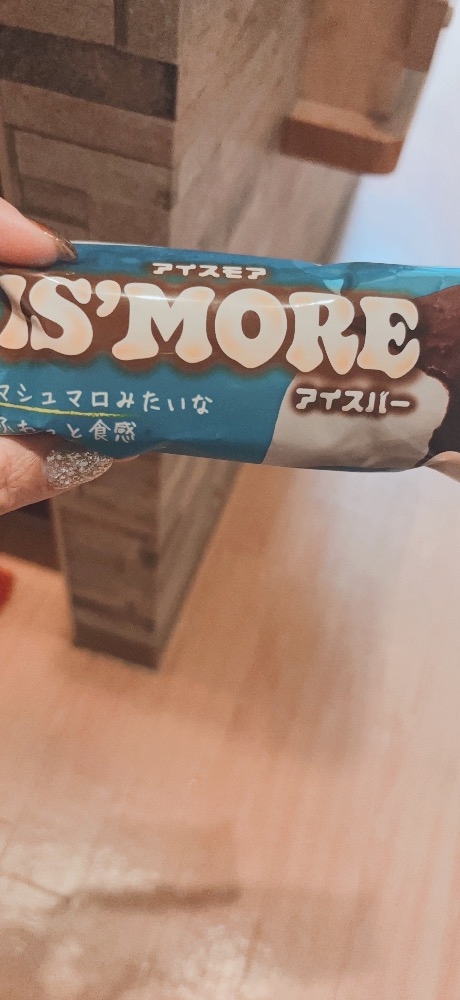 アイスモア
IS'MORE
マシュマロみたいな
ふわっと食感
アイスバー